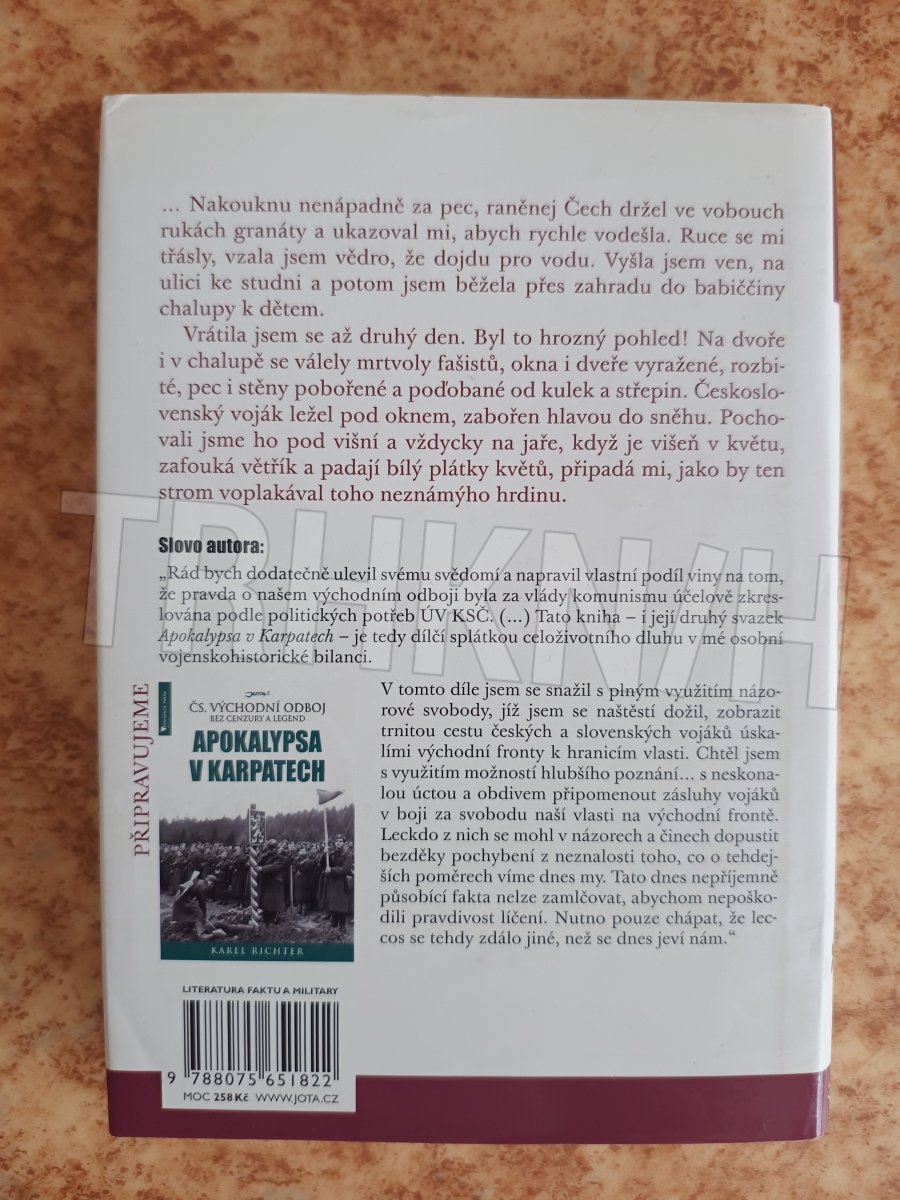 … Nakouknu nenápadně za pec, raněnej Čech držel ve vobouch
rukách granáty a ukazoval mi, abych rychle vodešla. Ruce se mi
třásly, vzala jsem vědro, že dojdu pro vodu. Vyšla jsem ven, na
ulici ke studni a potom jsem běžela přes zahradu do babiččiny
chalupy k dětem.
Vrátila jsem se až druhý den. Byl to hrozný pohled! Na dvoře
i v chalupě se válely mrtvoly fašistů, okna i dveře vyražené, rozbi-
té, pec i stěny pobořené a poďobané od kulek a střepin. Českoslo-
venský voják ležel pod oknem, zabořen hlavou do sněhu. Pocho-
vali jsme ho pod višní a vždycky na jaře, když je višeň v květu,
zafouká větřík a padají bílý plátky květů, připadá mi, jako by ten
strom voplakával toho neznámýho hrdinu.
TRHKNIH
Slovo autora:
„Rád bych dodatečně ulevil svému svědomí a napravil vlastní podíl viny na tom,
že pravda o našem východním odboji byla za vlády komunismu účelově zkres-
lována podle politických potřeb ÚV KSČ. (…) Tato kniha – i její druhý svazek
Apokalypsa v Karpatech – je tedy dílčí splátkou celoživotního dluhu v mé osobní
vojenskohistorické bilanci.
V tomto díle jsem se snažil s plným využitím názo-
rové svobody, jíž jsem se naštěstí dožil, zobrazit
trnitou cestu českých a slovenských vojáků úska-
lími východní fronty k hranicím vlasti. Chtěl jsem
s využitím možností hlubšího poznání… s neskona-
lou úctou a obdivem připomenout zásluhy vojáků
v boji za svobodu naší vlasti na východní frontě.
Leckdo z nich se mohl v názorech a činech dopustit
bezděky pochybení z neznalosti toho, co o tehdej-
ších poměrech víme dnes my. Tato dnes nepříjemně
působící fakta nelze zamlčovat, abychom nepoško-
dili pravdivost líčení. Nutno pouze chápat, že lec-
cos se tehdy zdálo jiné, než se dnes jeví nám.“
PŘIPRAVUJEME
JOTA
ČS. VÝCHODNÍ ODBOJ
BEZ CENZURY A LEGEND
APOKALYPSA
V KARPATECH
KAREL RICHTER
LITERATURA FAKTU A MILITARY
9 788075 651822
MOC 258 Kč WWW.JOTA.CZ